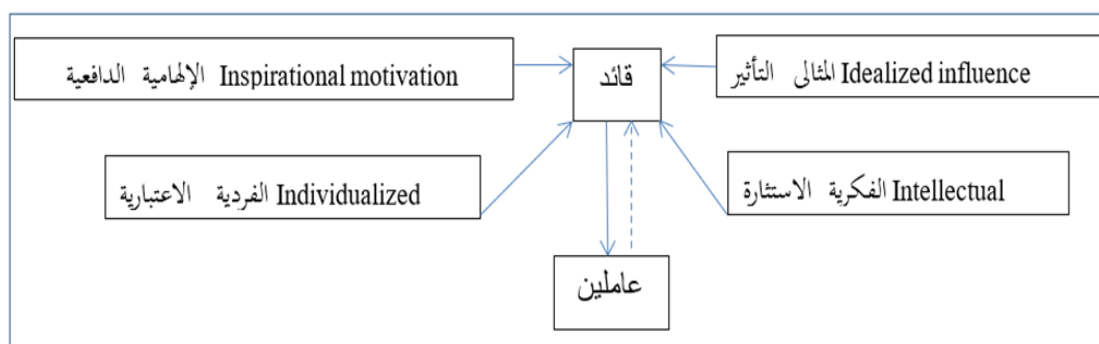 Inspirational motivation الإلهامية الدافعية
قائد
Idealized influence المثالى التأثير
Individualized الفردية الاعتبارية
Intellectual الفكرية الاستثارة
عاملين